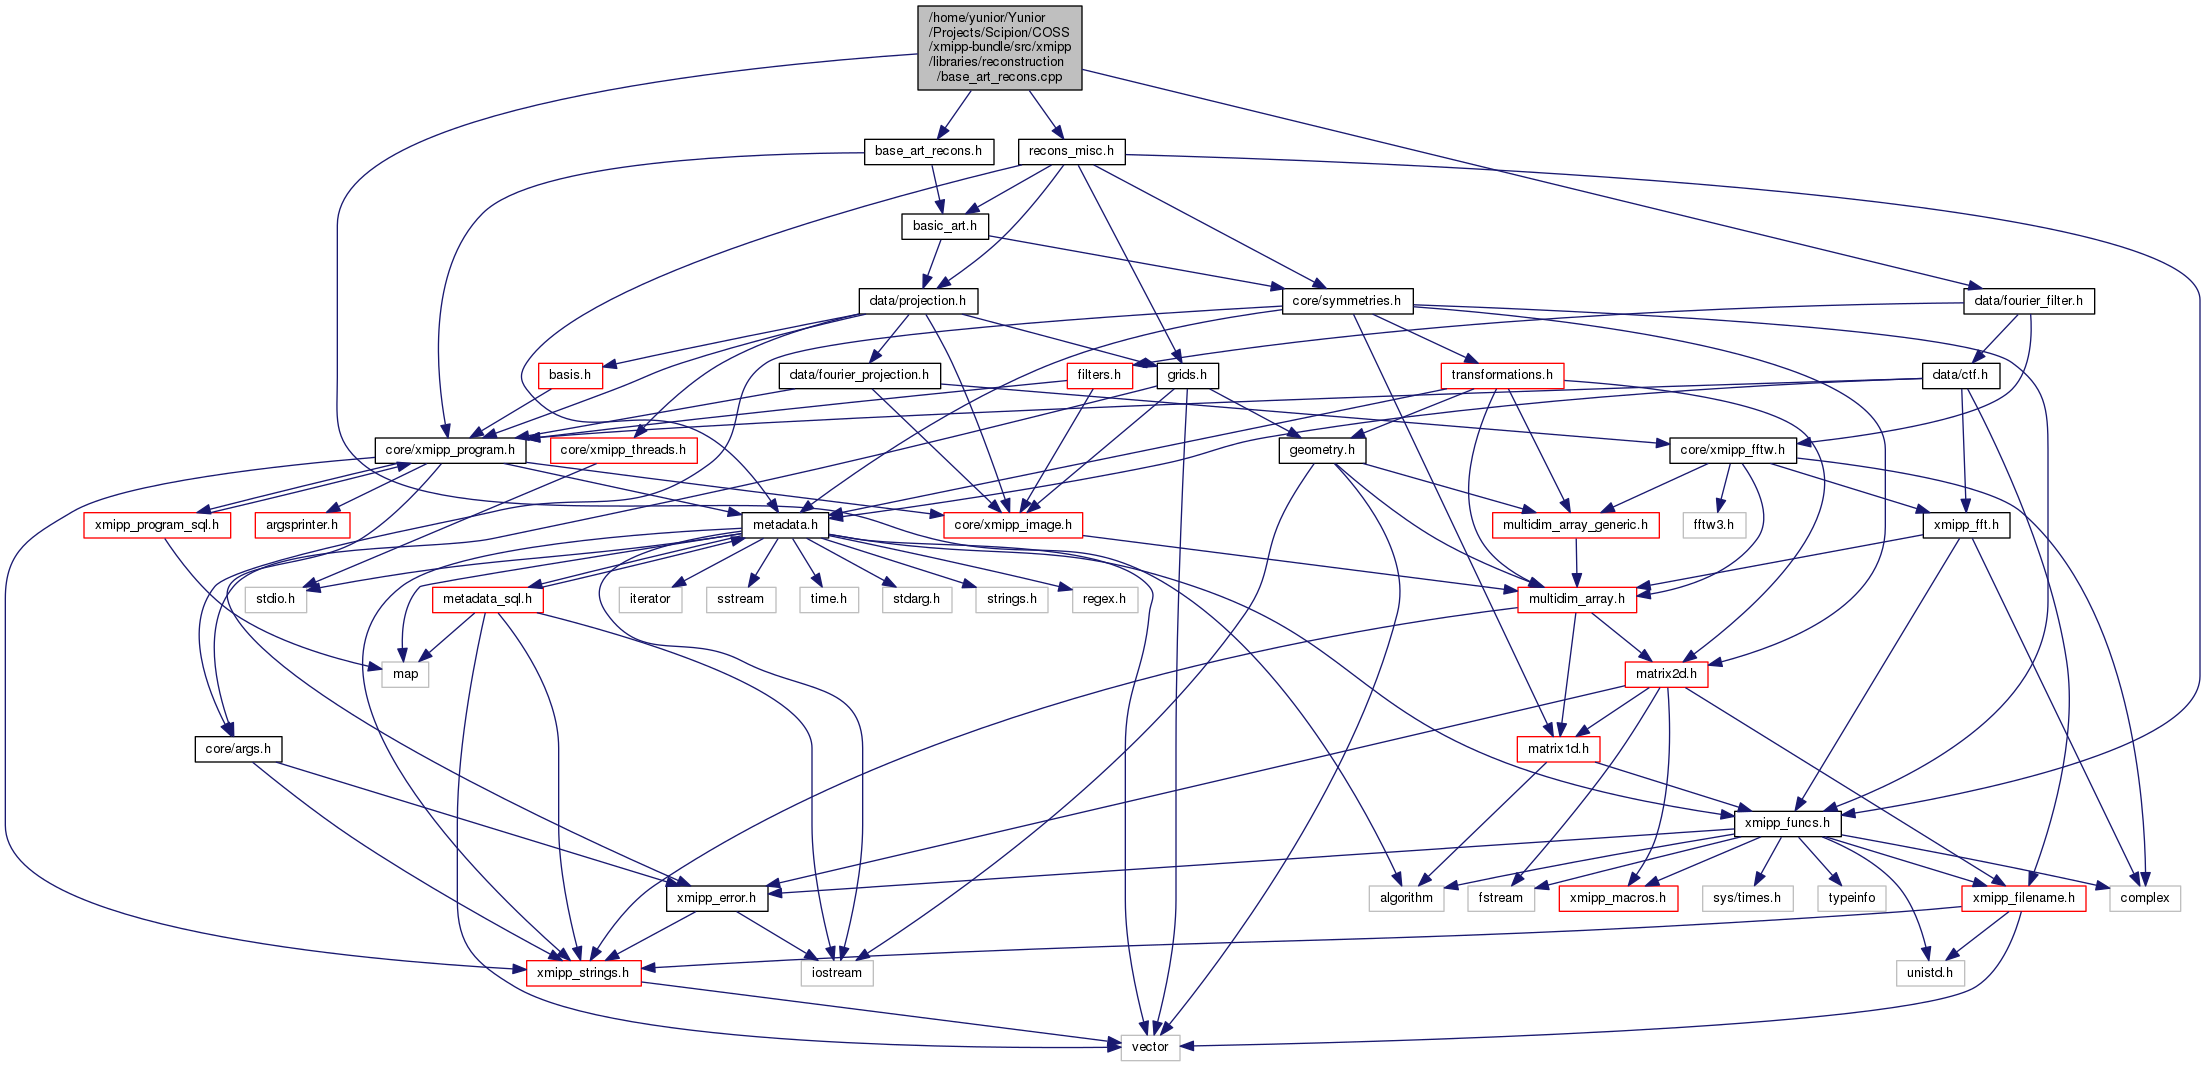 /home/yunior/Yunior
/Projects/Scipion/COSS
/xmipp-bundle/src/xmipp
/libraries/reconstruction
/base_art_recons.cpp
base_art_recons.h
recons_misc.h
basic_art.h
data/projection.h
core/symmetries.h
data/fourier_filter.h
basis.h
data/fourier_projection.h
filters.h
grids.h
transformations.h
data/ctf.h
core/xmipp_program.h
core/xmipp_threads.h
geometry.h
core/xmipp_fftw.h
xmipp_program_sql.h
argsprinter.h
metadata.h
core/xmipp_image.h
multidim_array_generic.h
fftw3.h
xmipp_fft.h
stdio.h
metadata_sql.h
iterator
sstream
time.h
stdarg.h
strings.h
regex.h
multidim_array.h
map
matrix2d.h
core/args.h
matrix1d.h
xmipp_funcs.h
xmipp_error.h
algorithm
fstream
xmipp_macros.h
sys/times.h
typeinfo
xmipp_filename.h
complex
xmipp_strings.h
iostream
unistd.h
vector